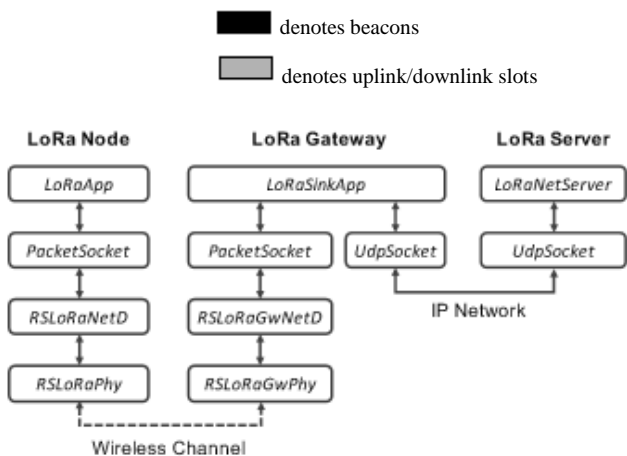 denotes beacons
denotes uplink/downlink slots
LoRa Node LoRa Gateway LoRa Server
LoRaApp LoRaSinkApp LoRaNetServer
PacketSocket PacketSocket UdpSocket UdpSocket
IP Network
RSLoRaNetD RSLoRaGwNetD
RSLoRaPhy RSLoRaGwPhy
Wireless Channel